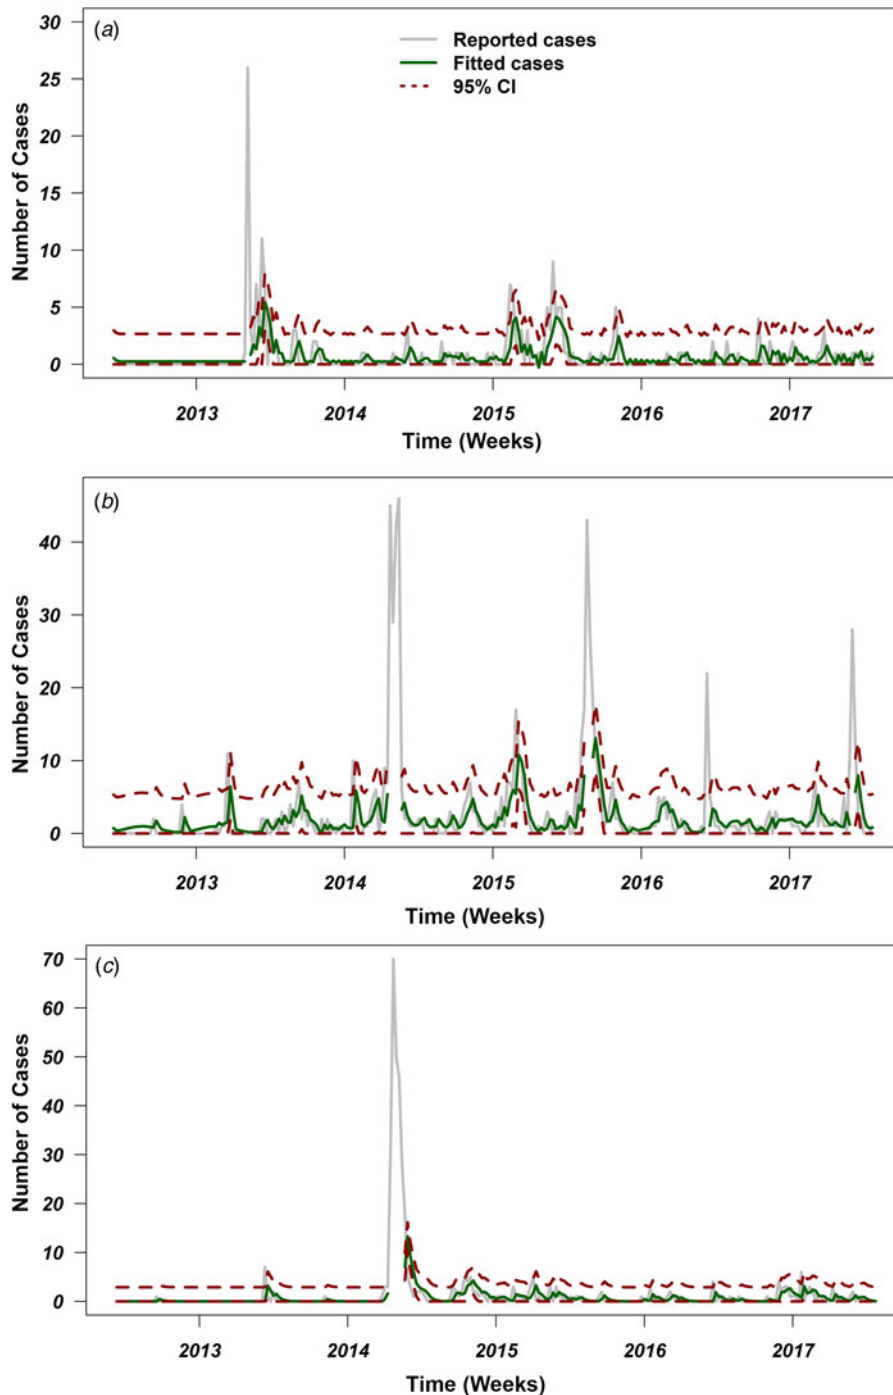 (a)
Reported cases
Fitted cases
95% CI
Number of Cases
30
25
20
15
10
5
0
2013 2014 2015 2016 2017
Time (Weeks)
(b)
Number of Cases
40
30
20
10
0
2013 2014 2015 2016 2017
Time (Weeks)
(c)
Number of Cases
70
60
50
40
30
20
10
0
2013 2014 2015 2016 2017
Time (Weeks)